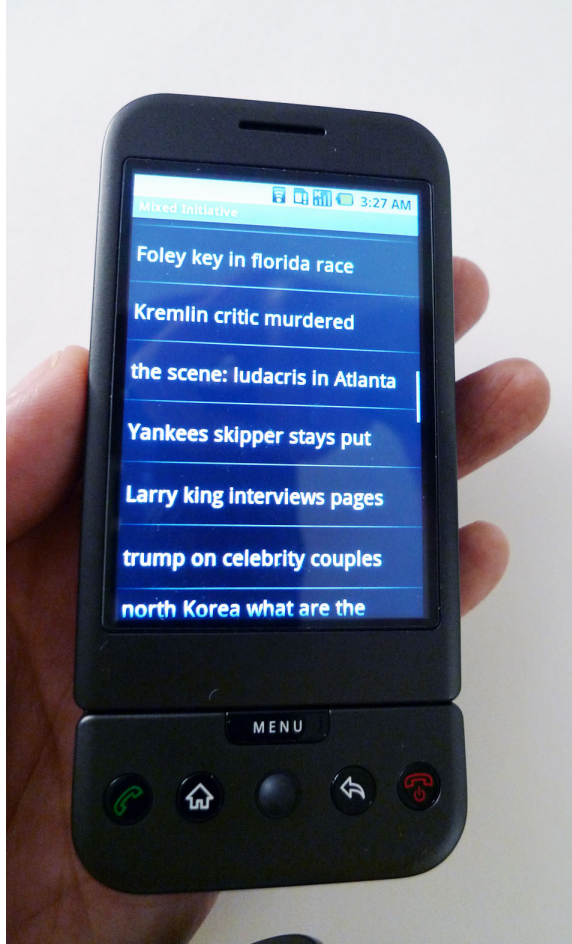 3:27 AM
Mixed Initiative
Foley key in florida race
Kremlin critic murdered
the scene: ludacris in Atlanta
Yankees skipper stays put
Larry king interviews pages
trump on celebrity couples
north Korea what are the
MENU